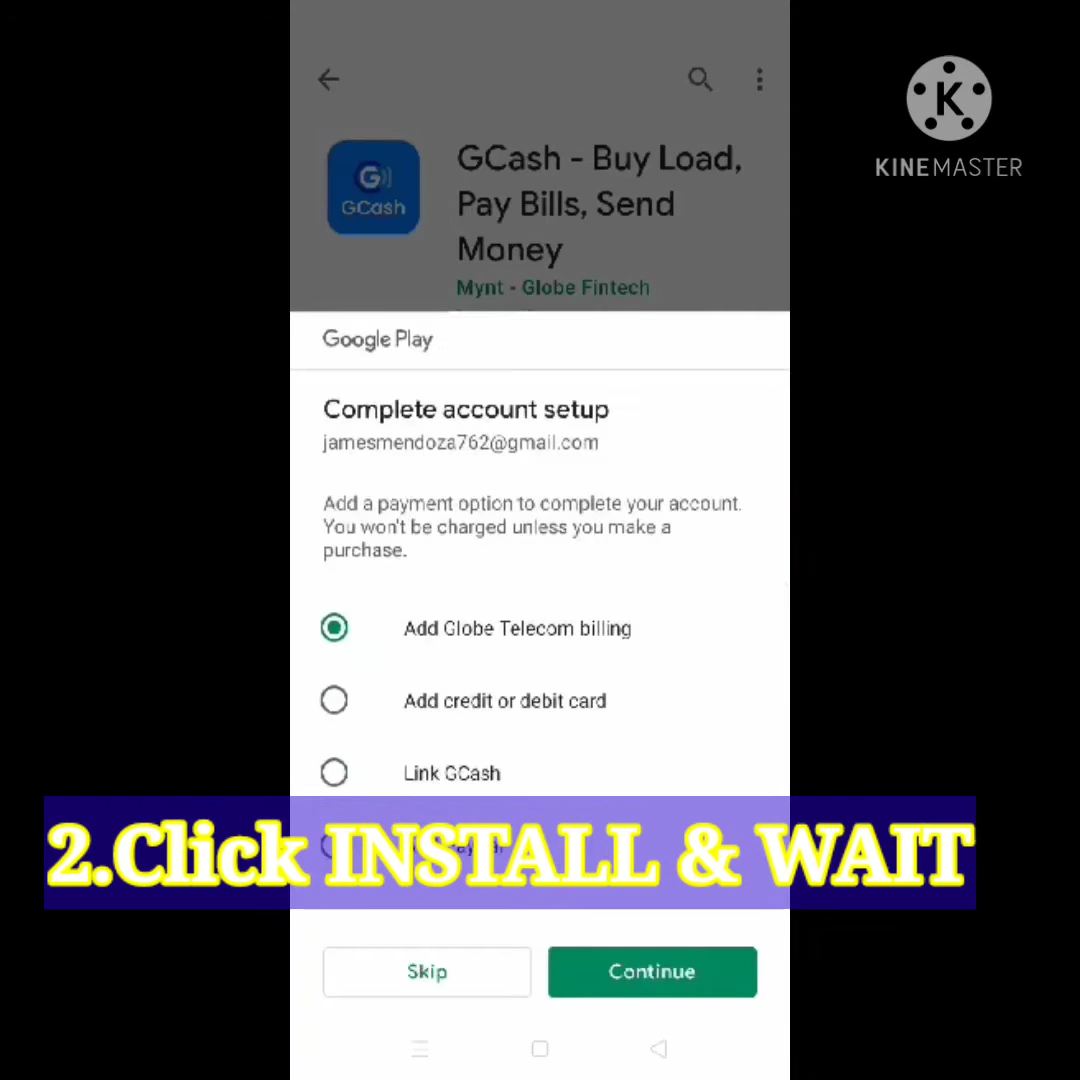 K
KINEMASTER
GCash - Buy Load,
Pay Bills, Send
Money
G
GCash
Mynt - Globe Fintech
Google Play
Complete account setup
jamesmendoza762@gmail.com
Add a payment option to complete your account.
You won't be charged unless you make a
purchase.
Add Globe Telecom billing
Add credit or debit card
Link GCash
2.Click INSTALL & WAIT
Skip
Continue